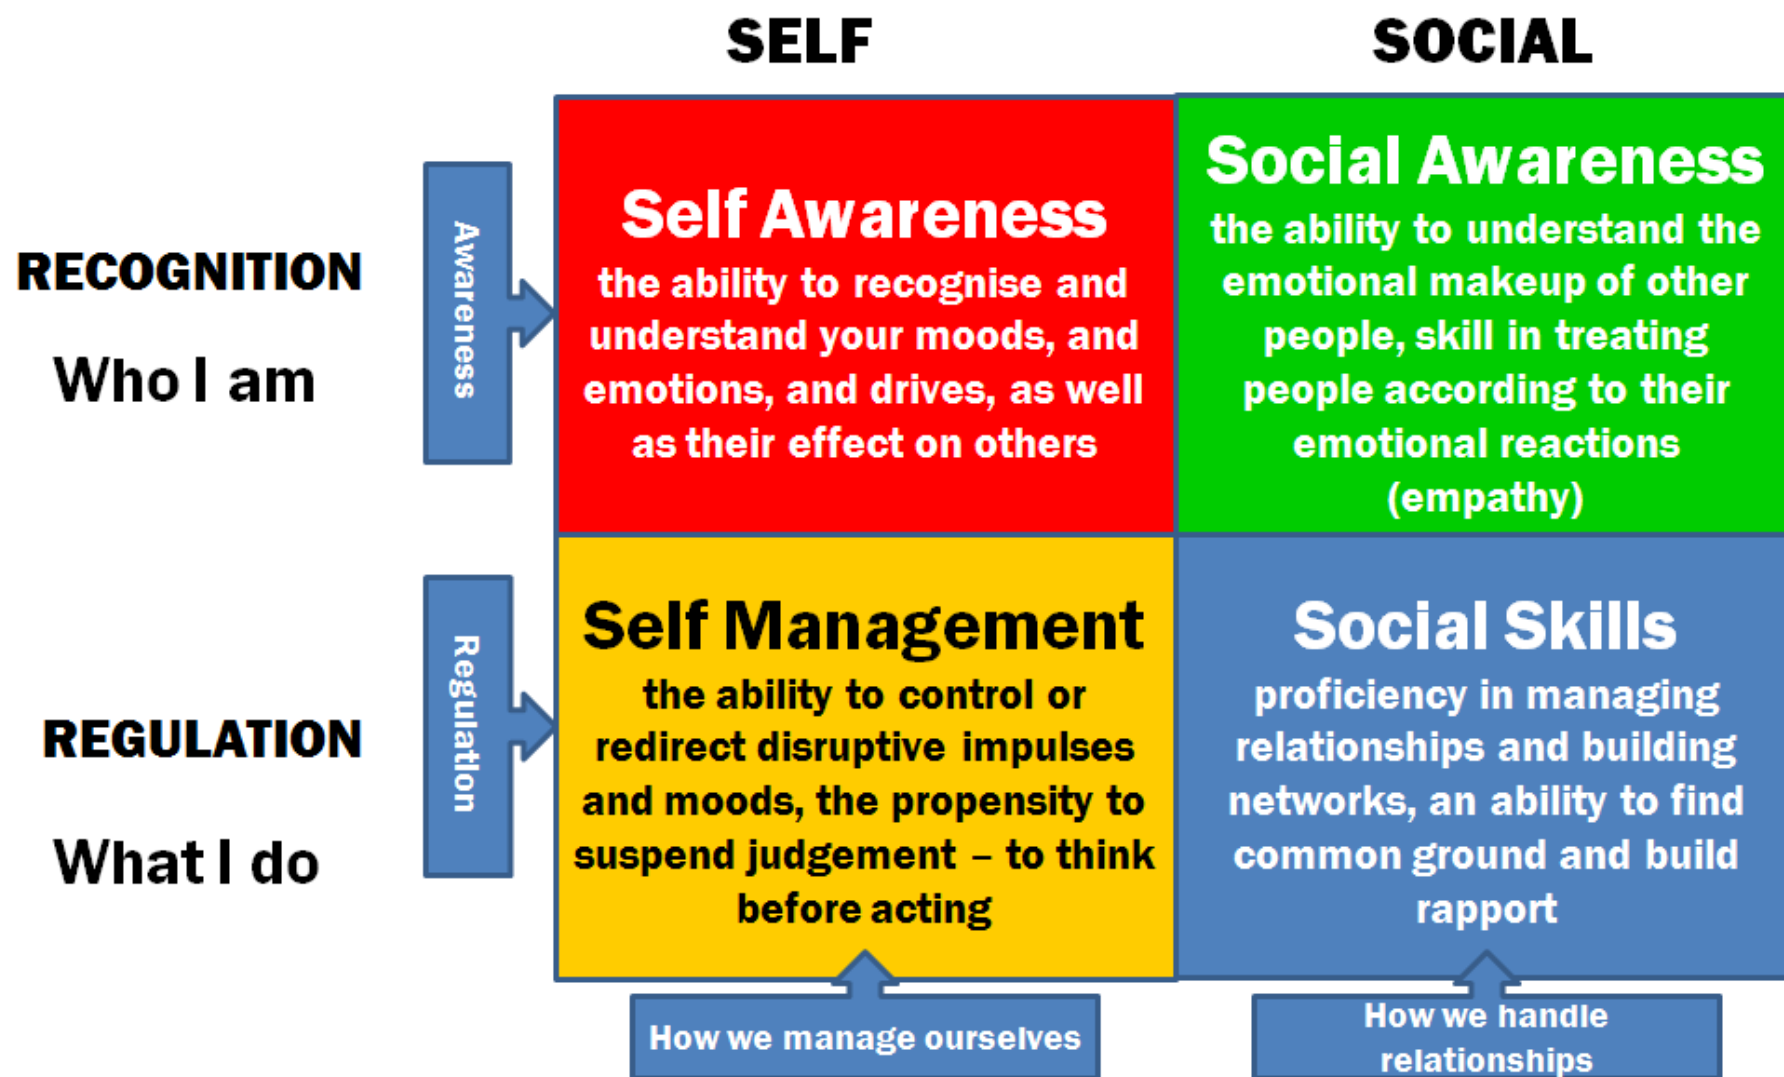 SELF
SOCIAL
RECOGNITION
Who I am
Awareness
Self Awareness
the ability to recognise and
understand your moods, and
emotions, and drives, as well
as their effect on others
Social Awareness
the ability to understand the
emotional makeup of other
people, skill in treating
people according to their
emotional reactions
(empathy)
REGULATION
What I do
Regulation
Self Management
the ability to control or
redirect disruptive impulses
and moods, the propensity to
suspend judgement – to think
before acting
Social Skills
proficiency in managing
relationships and building
networks, an ability to find
common ground and build
rapport
How we manage ourselves
How we handle
relationships